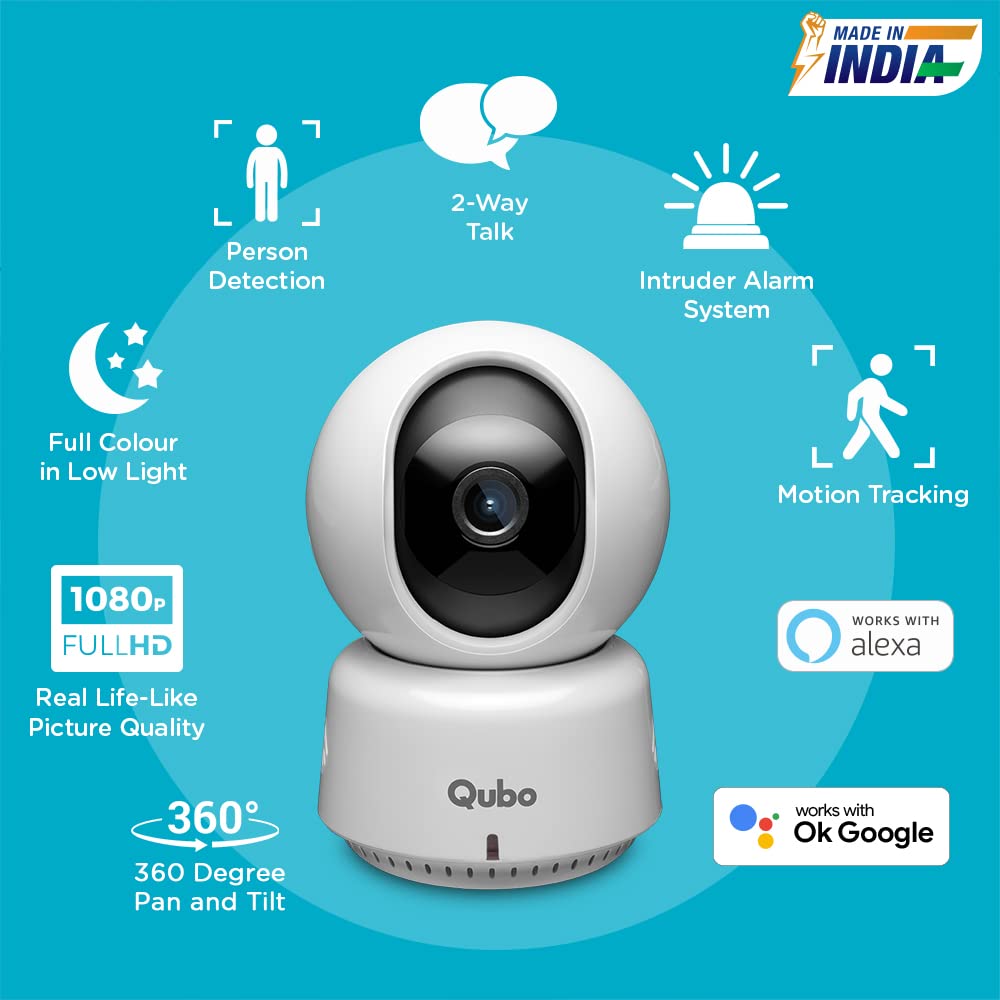 MADE IN
INDIA
2-Way
Talk
Person
Detection
Intruder Alarm
System
Full Colour
in Low Light
Motion Tracking
1080P
FULLHD
Real Life-Like
Picture Quality
WORKS WITH
alexa
Qubo
works with
Ok Google
360°
360 Degree
Pan and Tilt